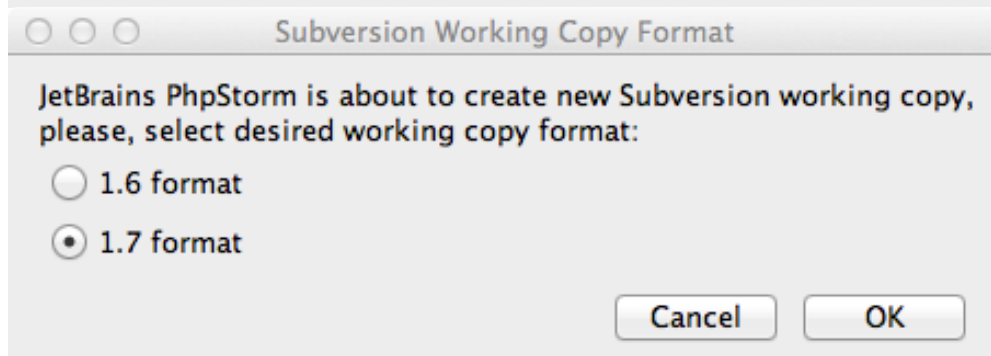 Subversion Working Copy Format
JetBrains PhpStorm is about to create new Subversion working copy,
please, select desired working copy format:
1.6 format
1.7 format
Cancel OK